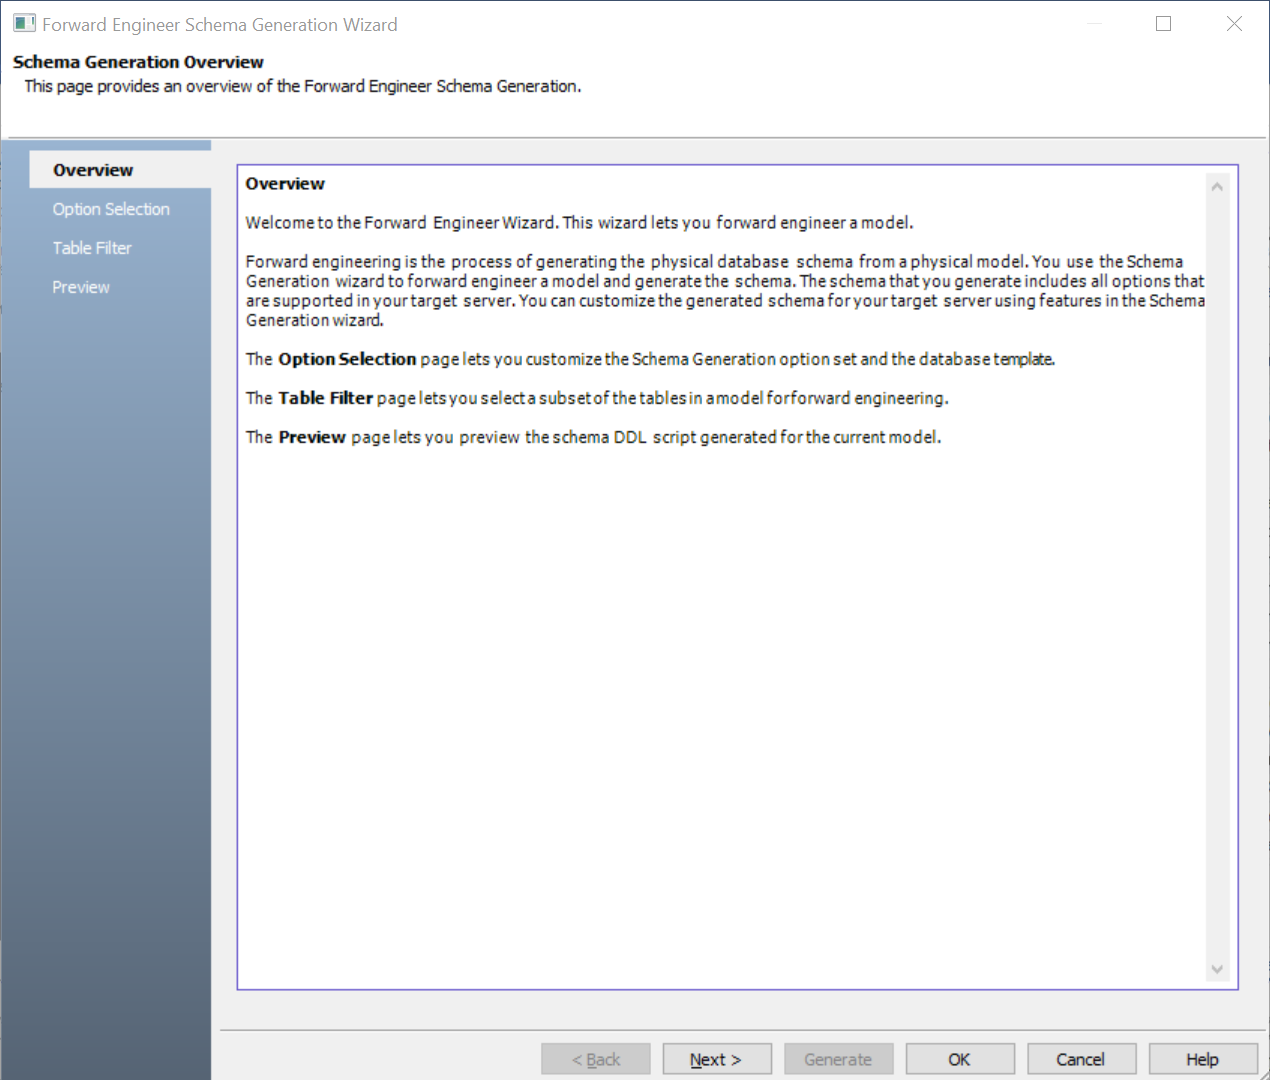 Forward Engineer Schema Generation Wizard
Schema Generation Overview
This page provides an overview of the Forward Engineer Schema Generation.
Overview
Option Selection
Table Filter
Preview
Overview
Welcome to the Forward Engineer Wizard. This wizard lets you forward engineer a model.
Forward engineering is the process of generating the physical database schema from a physical model. You use the Schema
Generation wizard to forward engineer a model and generate the schema. The schema that you generate includes all options that
are supported in your target server. You can customize the generated schema for your target server using features in the Schema
Generation wizard.
The Option Selection page lets you customize the Schema Generation option set and the database template.
The Table Filter page lets you select a subset of the tables in a model for forward engineering.
The Preview page lets you preview the schema DDL script generated for the current model.
< Back
Next >
Generate
OK
Cancel
Help